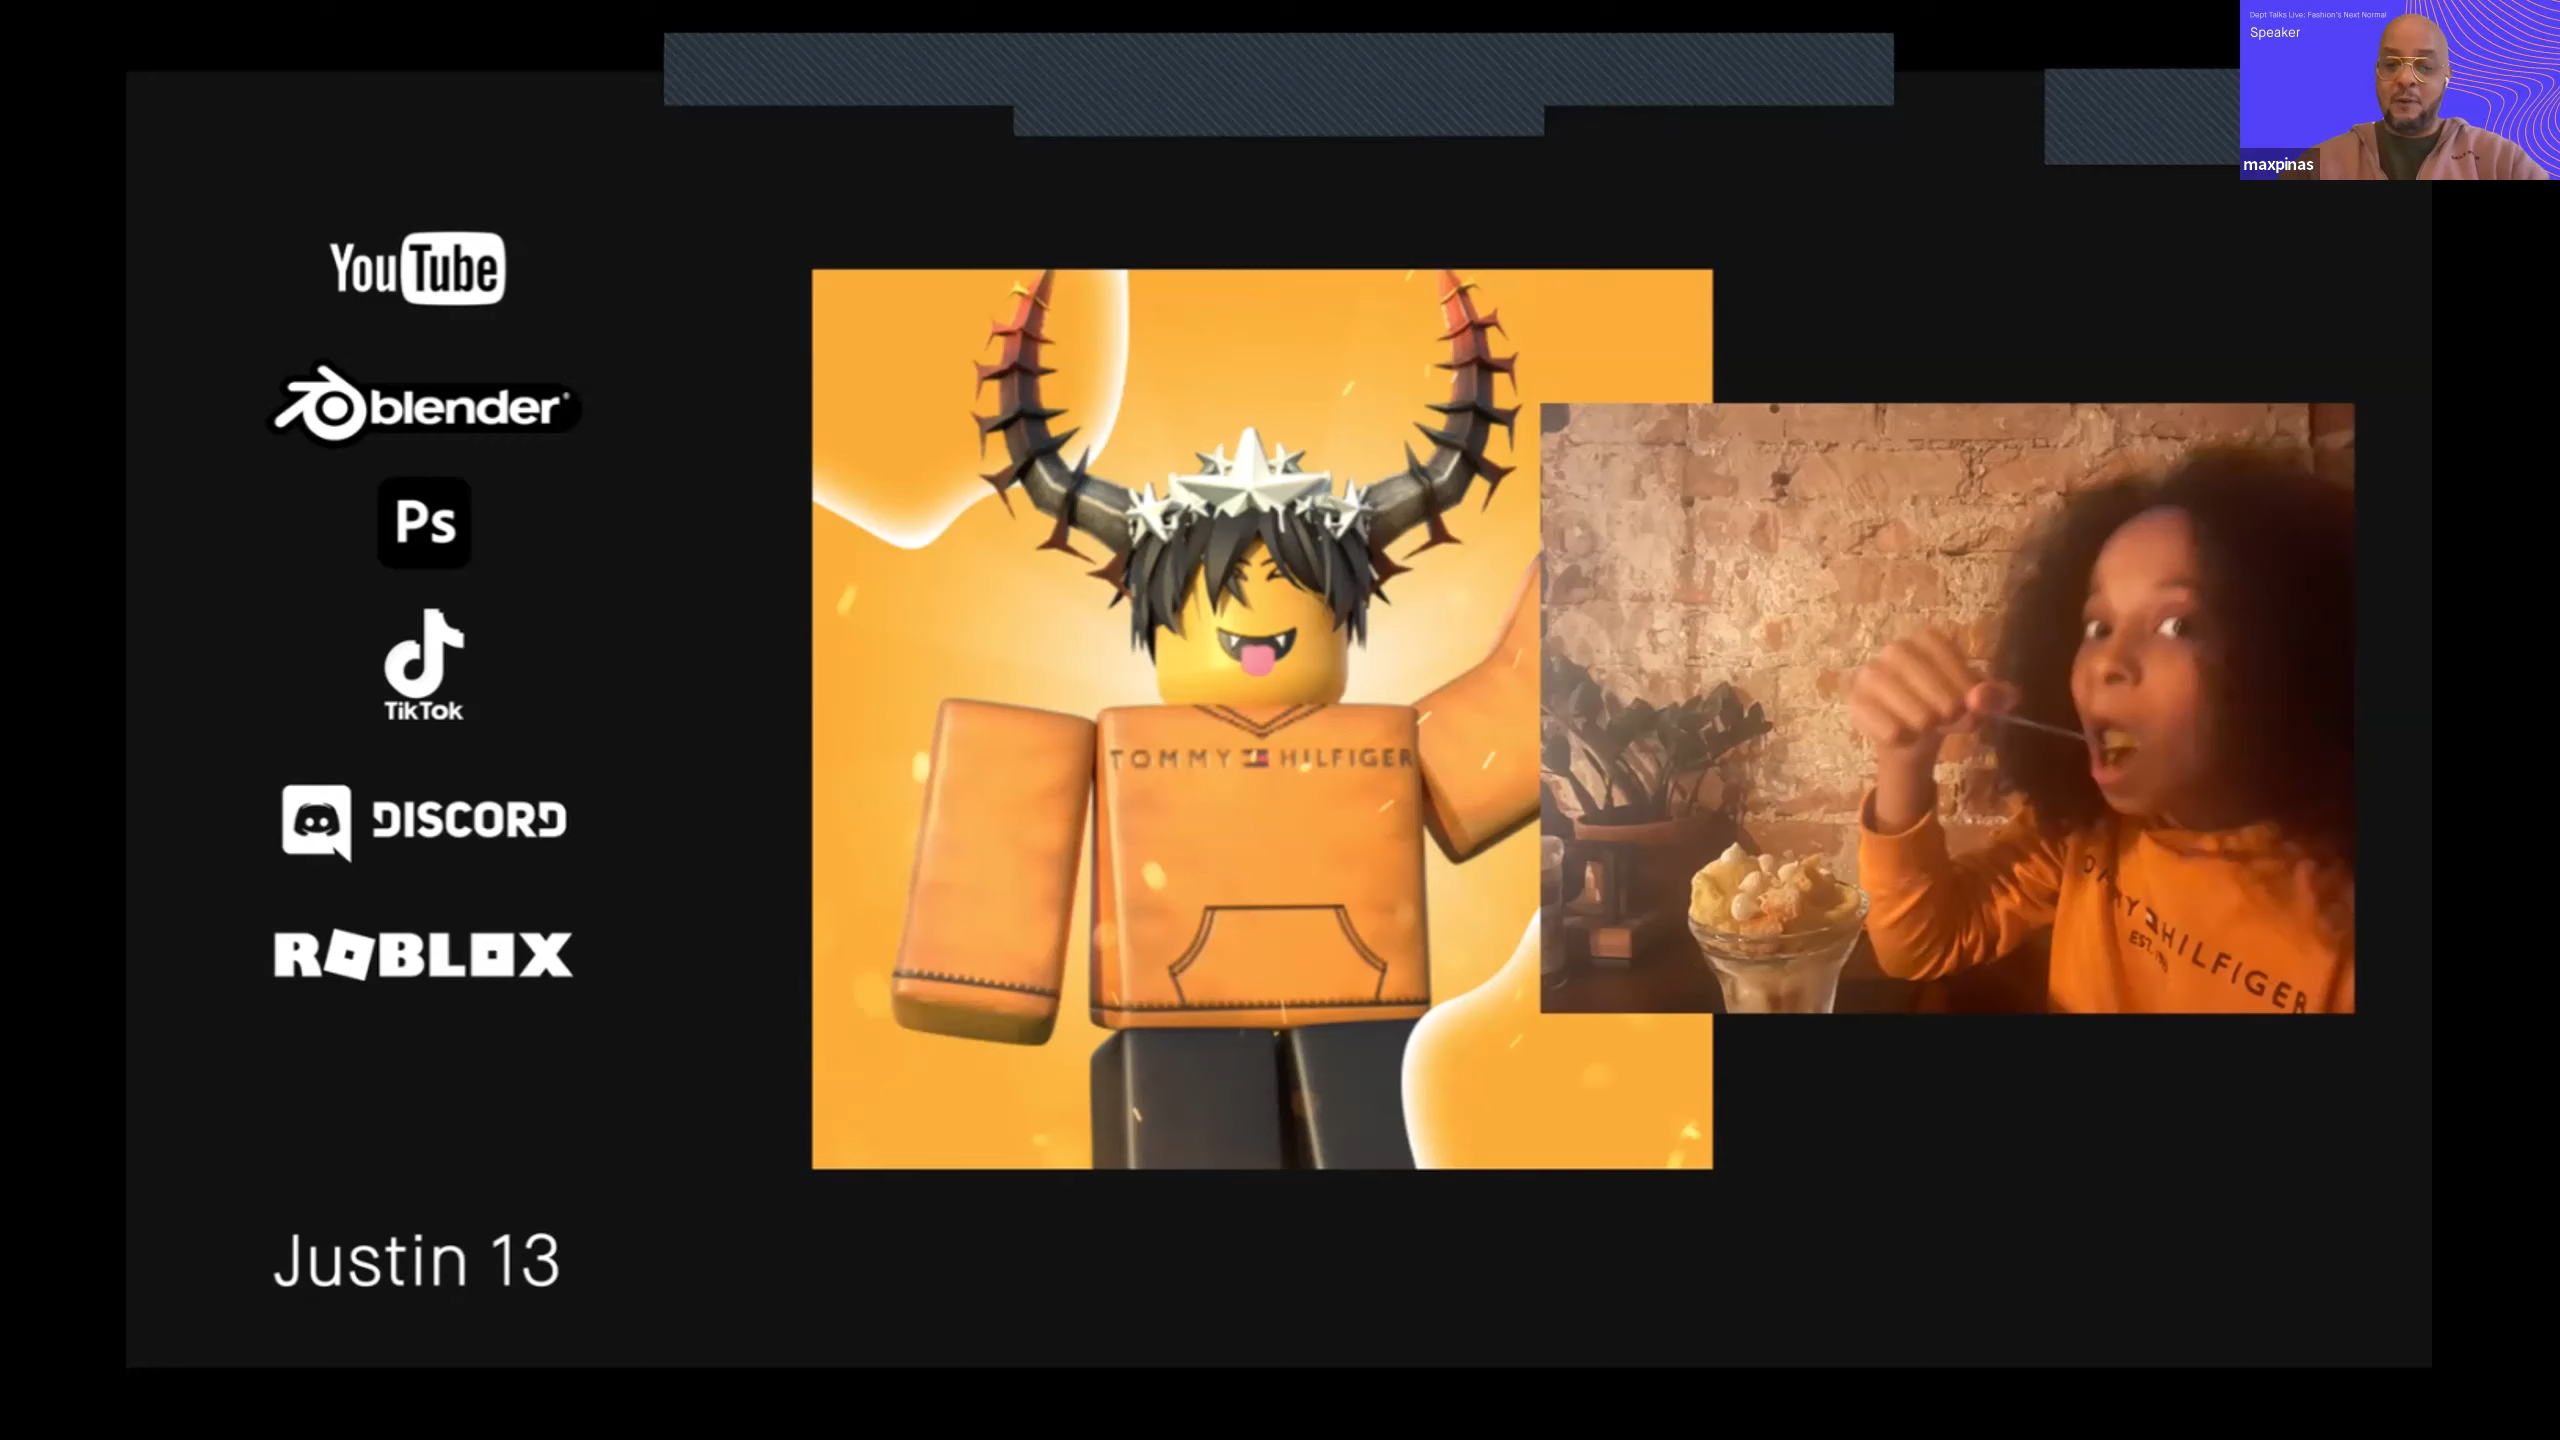 Dept Talks Live: Fashion's Next Normal
Speaker
maxpinas
YouTube
blender
Ps
TikTok
DISCORD
ROBLOX
TOMMY HILFIGER
HILFIGER
EST.
Justin 13